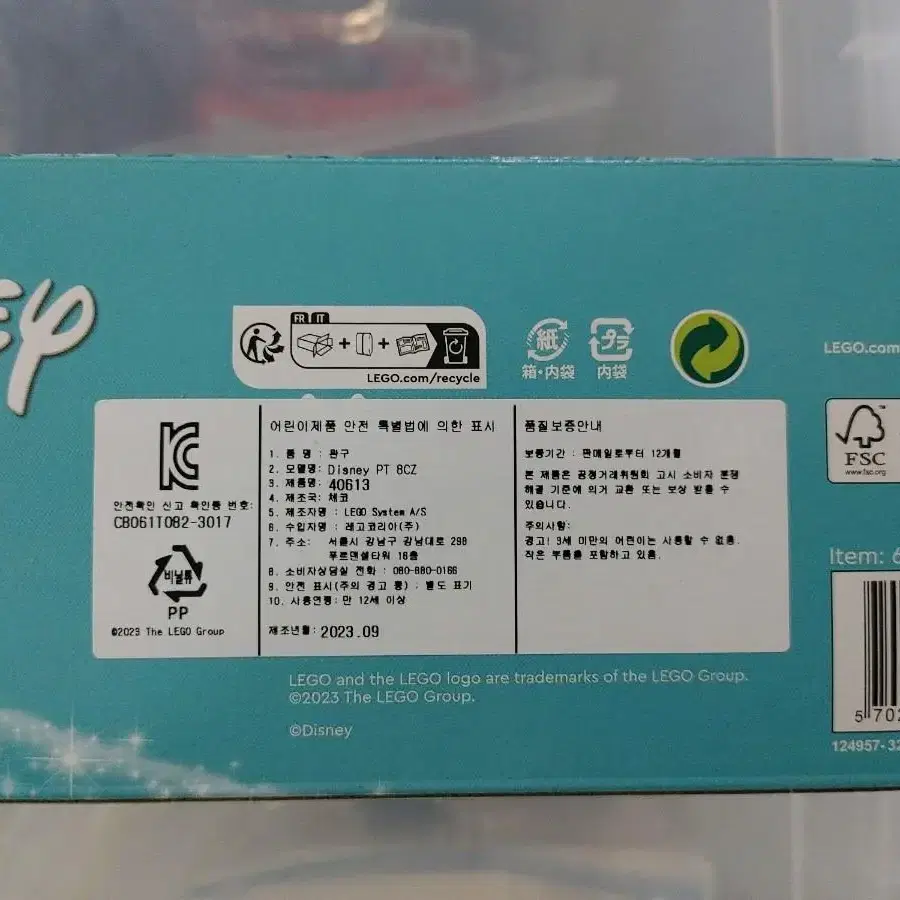 EY
FR IT
LEGO.com/recycle
紙
箱・内袋
プラ
内袋
LEGO.com
FSC
www.fsc.org
안전확인 신고 확인증 번호:
CB061T082-3017
비닐류
PP
©2023 The LEGO Group
어린이제품 안전 특별법에 의한 표시
1. 품 명 : 완구
2. 모델명: Disney PT 8CZ
3. 제품명: 40613
4. 제조국: 체코
5. 제조자명 : LEGO System A/S
6. 수입자명 : 레고코리아(주)
7. 주소: 서울시 강남구 강남대로 298
푸르덴셜타워 16층
8. 소비자상담실 전화 : 080-880-0166
9. 안전 표시(주의 경고 등) : 별도 표기
10. 사용연령: 만 12세 이상
제조년월: 2023.09
품질보증안내
보증기간 : 판매일로부터 12개월
본 제품은 공정거래위원회 고시 소비자 분쟁
해결 기준에 의거 교환 또는 보상 받을 수
있습니다.
주의사항:
경고! 3세 미만의 어린이는 사용할 수 없음.
작은 부품을 포함하고 있음.
Item: 6
LEGO and the LEGO logo are trademarks of the LEGO Group.
©2023 The LEGO Group.
©Disney
5 702
124957-32